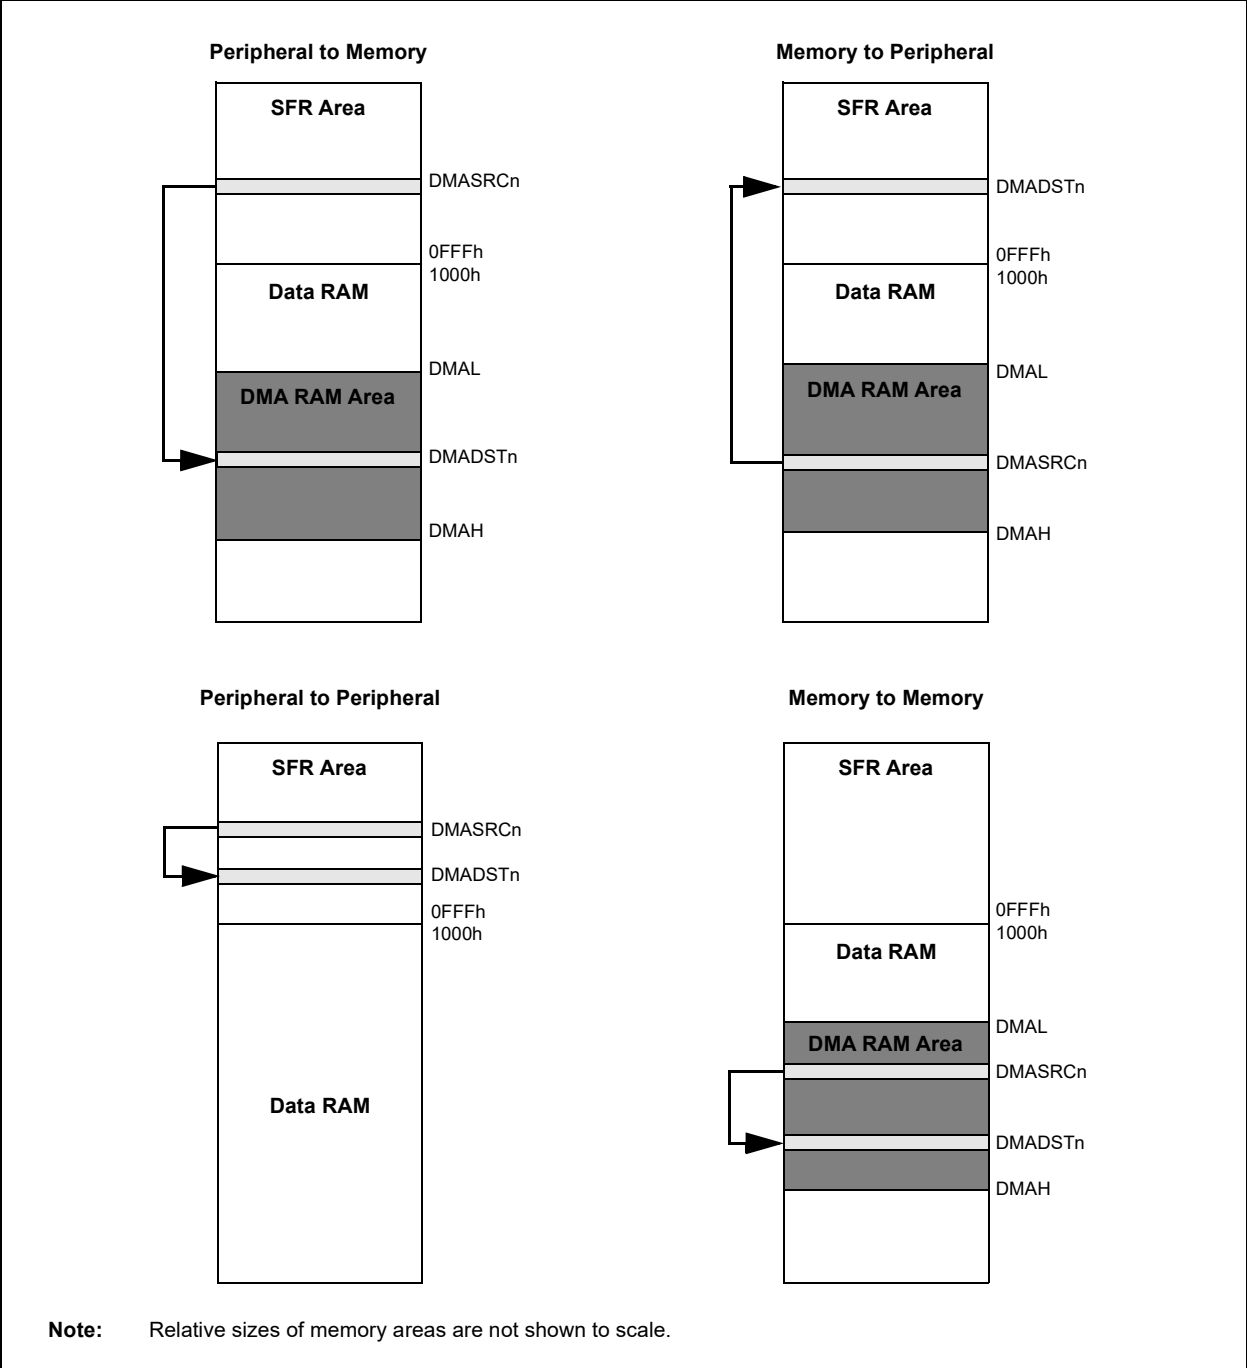 Peripheral to Memory
SFR Area
DMASRCn
0FFFh
1000h
Data RAM
DMAL
DMA RAM Area
DMADSTn
DMAH
Memory to Peripheral
SFR Area
DMADSTn
0FFFh
1000h
Data RAM
DMAL
DMA RAM Area
DMASRCn
DMAH
Peripheral to Peripheral
SFR Area
DMASRCn
DMADSTn
0FFFh
1000h
Data RAM
Memory to Memory
SFR Area
0FFFh
1000h
Data RAM
DMAL
DMA RAM Area
DMASRCn
DMADSTn
DMAH
Note: Relative sizes of memory areas are not shown to scale.